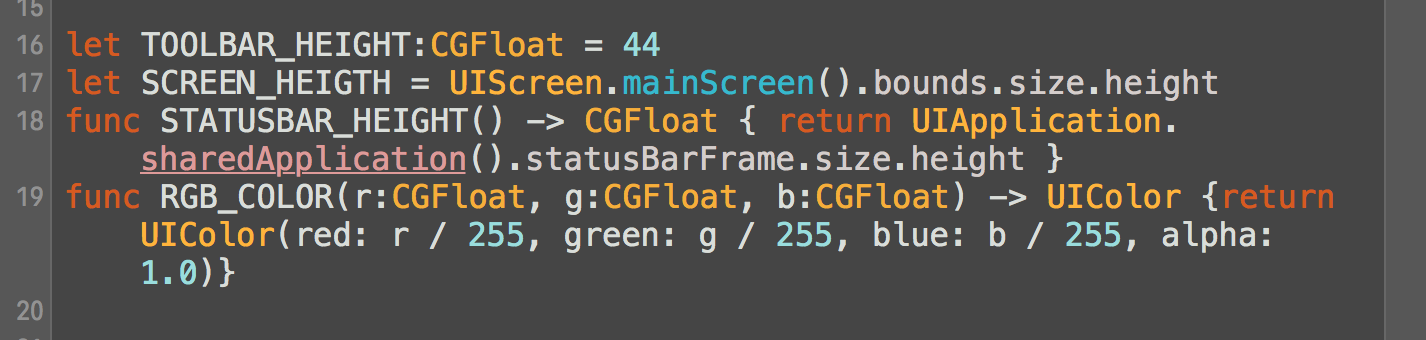 15
16 let TOOLBAR_HEIGHT:CGFloat = 44
17 let SCREEN_HEIGTH = UIScreen.mainScreen().bounds.size.height
18 func STATUSBAR_HEIGHT() -> CGFloat { return UIApplication.
sharedApplication().statusBarFrame.size.height }
19 func RGB_COLOR(r:CGFloat, g:CGFloat, b:CGFloat) -> UIColor {return
UIColor(red: r / 255, green: g / 255, blue: b / 255, alpha:
1.0)}
20